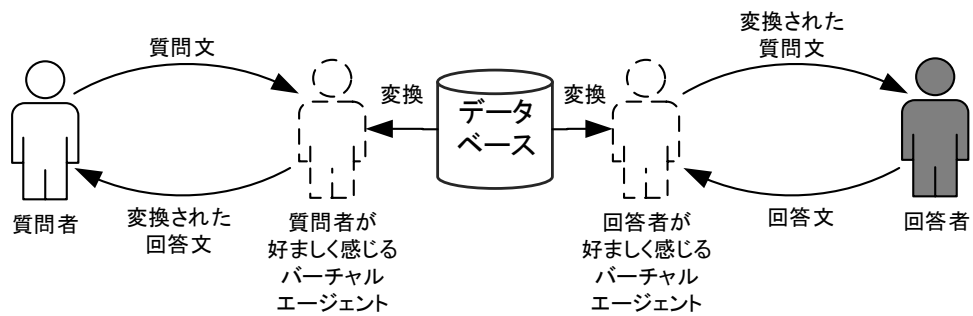 質問文
質問者
変換された
回答文
質問者が
好ましく感じる
バーチャル
エージェント
変換
データ
ベース
変換
回答者が
好ましく感じる
バーチャル
エージェント
変換された
質問文
回答文
回答者